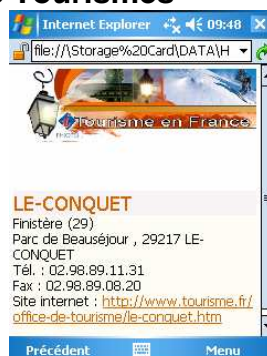 Tourismes
Internet Explorer 09:48
file://\Storage%20Card\DATA\H
Tourisme en France
LE-CONQUET
Finistère (29)
Parc de Beauséjour , 29217 LE-
CONQUET
Tél. : 02.98.89.11.31
Fax : 02.98.89.08.20
Site internet : http://www.tourisme.fr/
office-de-tourisme/le-conquet.htm
Précédent Menu